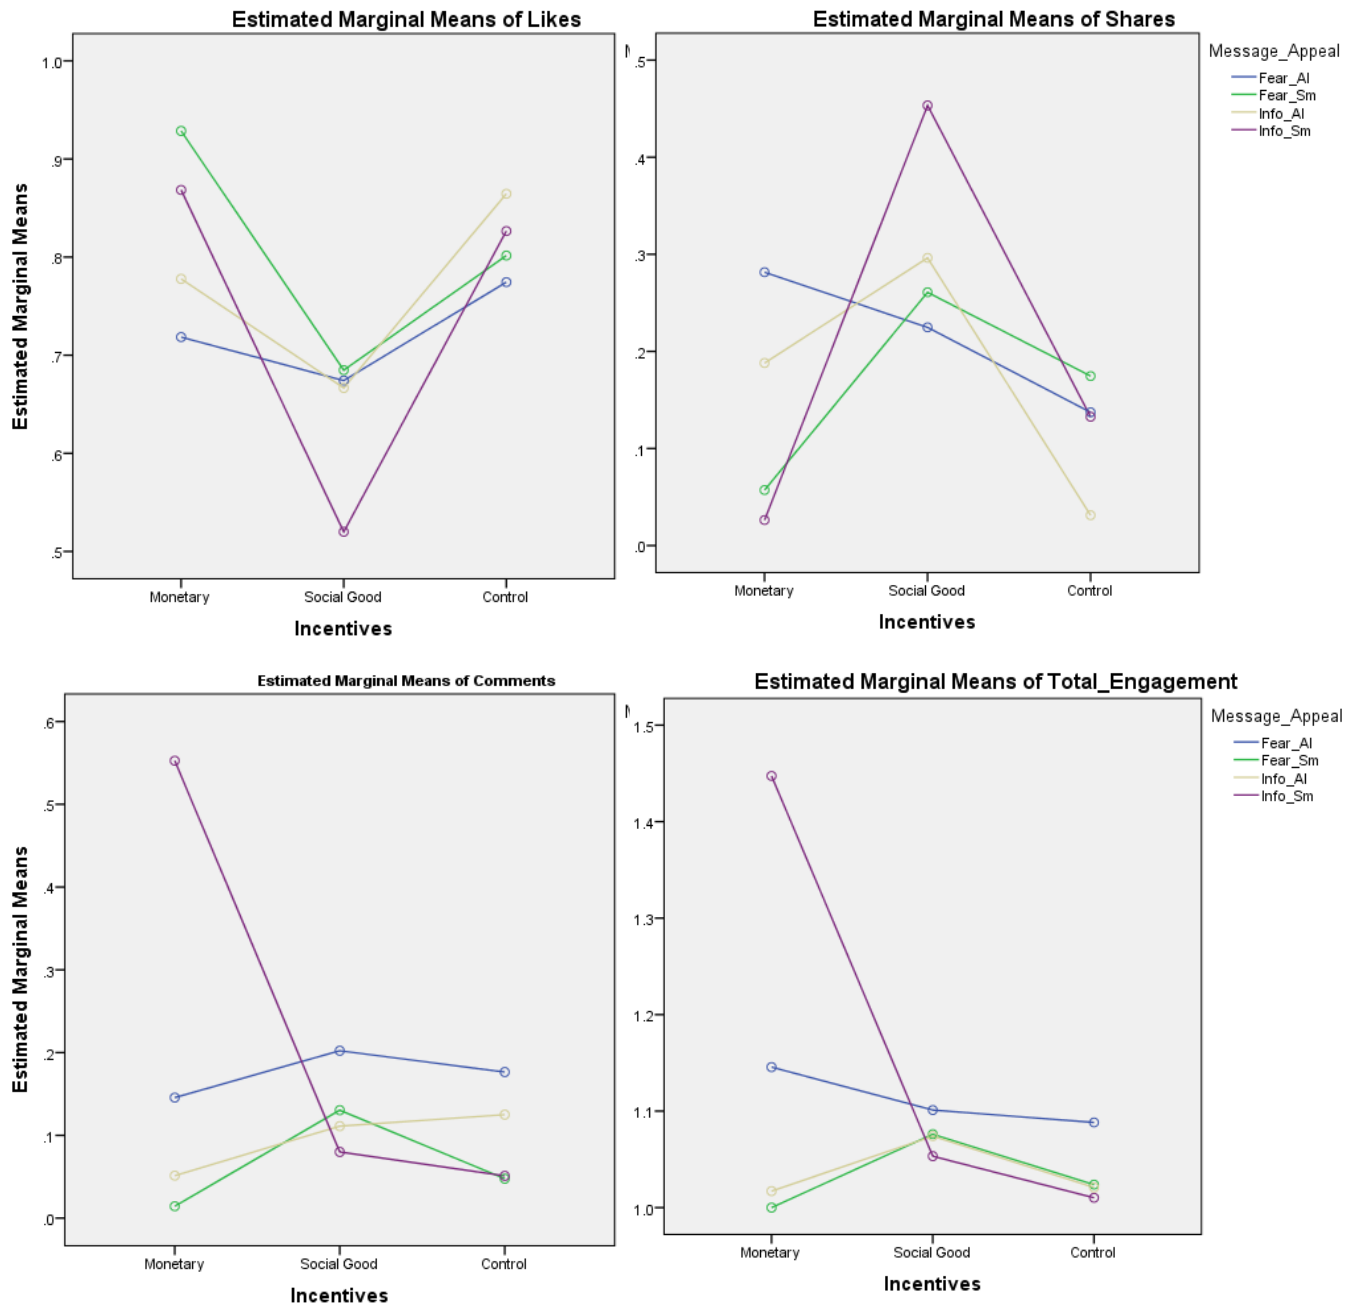 Estimated Marginal Means of Likes
1.0
.9
.8
.7
.6
.5
Estimated Marginal Means
Monetary Social Good Control
Incentives
Estimated Marginal Means of Shares
Message_Appeal
Fear_Al
Fear_Sm
Info_Al
Info_Sm
.5
.4
.3
.2
.1
.0
Monetary Social Good Control
Incentives
Estimated Marginal Means of Comments
.6
.5
.4
.3
.2
.1
.0
Estimated Marginal Means
Monetary Social Good Control
Incentives
Estimated Marginal Means of Total_Engagement
Message_Appeal
Fear_Al
Fear_Sm
Info_Al
Info_Sm
1.5
1.4
1.3
1.2
1.1
1.0
Monetary Social Good Control
Incentives